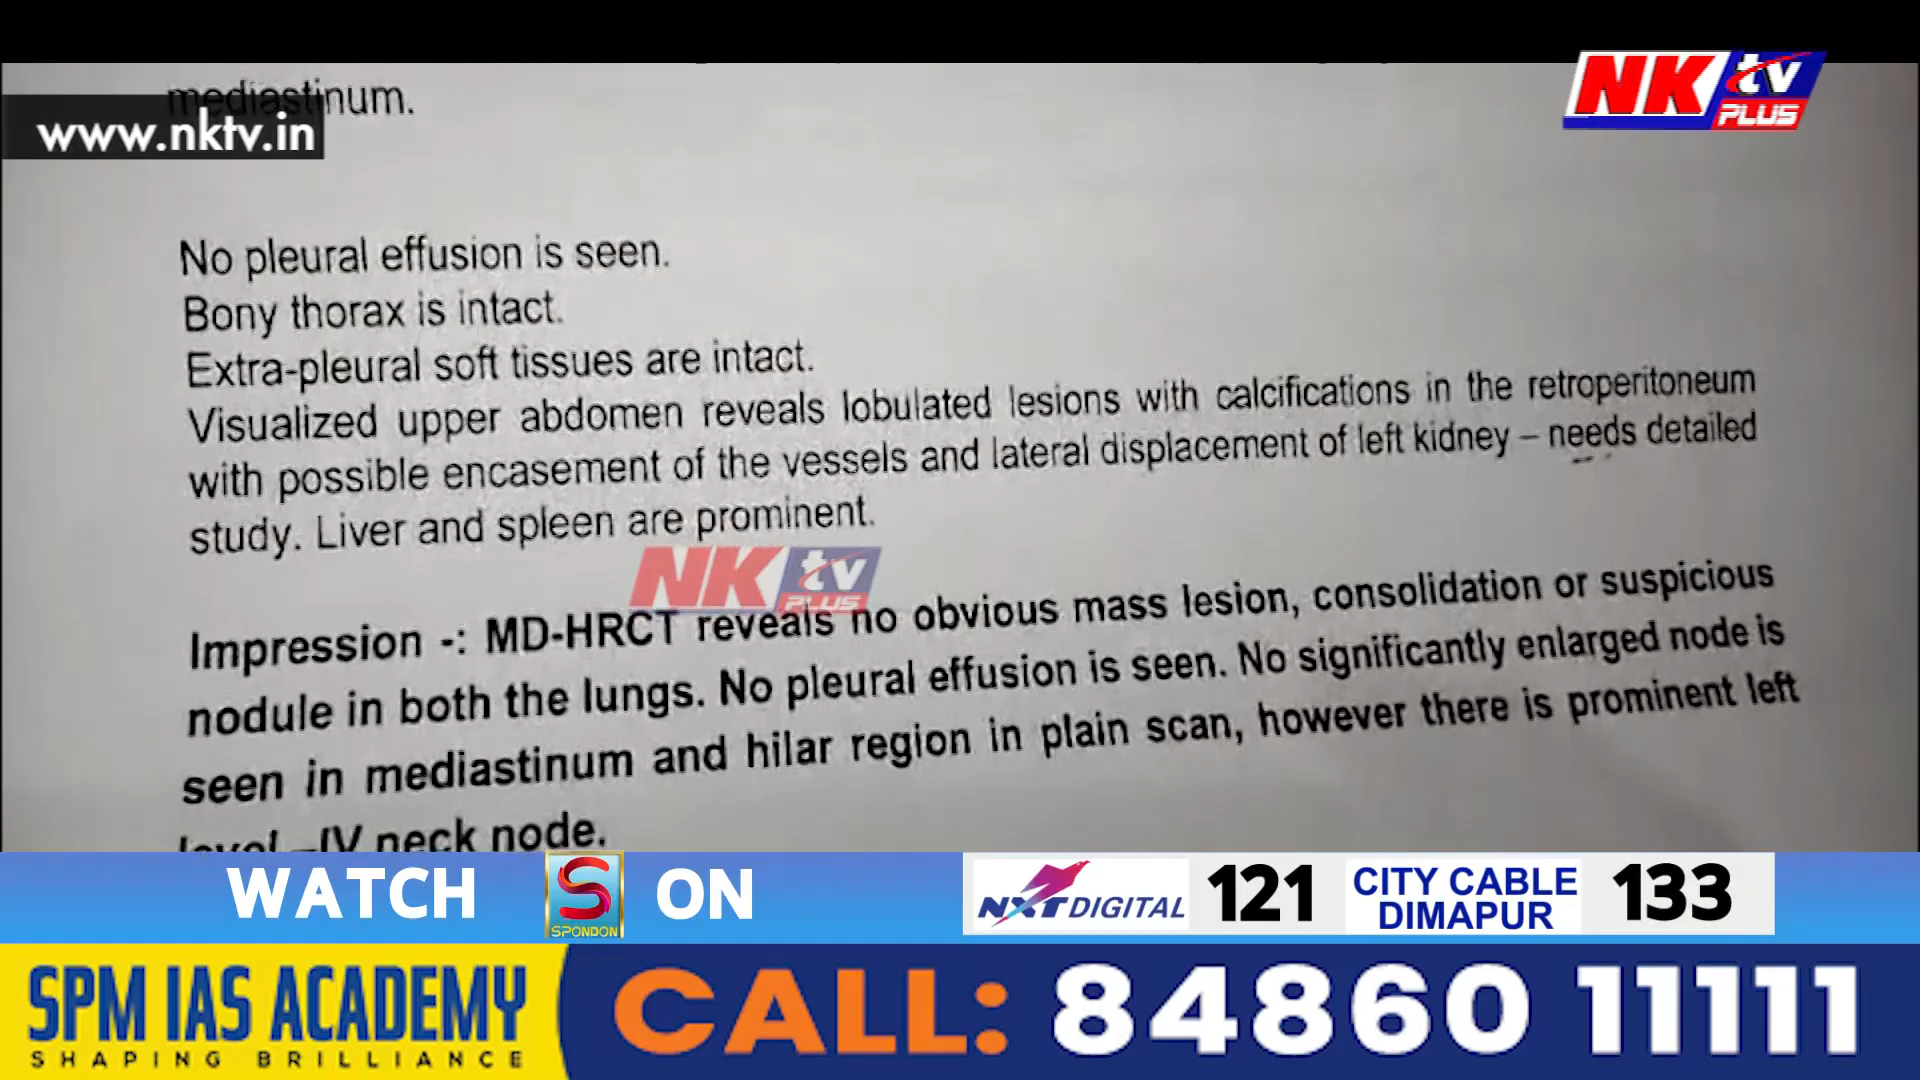 mediastinum.
www.nktv.in
NK tv PLUS
No pleural effusion is seen.
Bony thorax is intact.
Extra-pleural soft tissues are intact.
Visualized upper abdomen reveals lobulated lesions with calcifications in the retroperitoneum
with possible encasement of the vessels and lateral displacement of left kidney – needs detailed
study. Liver and spleen are prominent.
NK tv PLUS
Impression -: MD-HRCT reveals no obvious mass lesion, consolidation or suspicious
nodule in both the lungs. No pleural effusion is seen. No significantly enlarged node is
seen in mediastinum and hilar region in plain scan, however there is prominent left
level –IV neck node.
WATCH S SPONDON ON NXT DIGITAL 121 CITY CABLE DIMAPUR 133
SPM IAS ACADEMY
SHAPING BRILLIANCE
CALL: 84860 11111